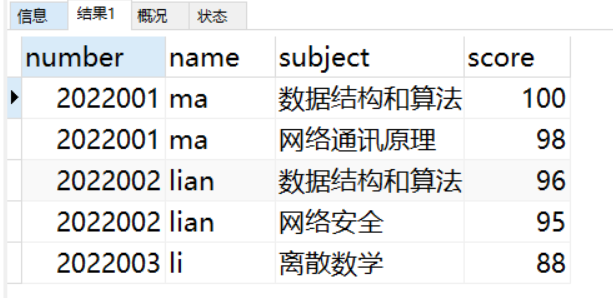 信息 结果1 概况 状态
number name subject score
2022001 ma 数据结构和算法 100
2022001 ma 网络通讯原理 98
2022002 lian 数据结构和算法 96
2022002 lian 网络安全 95
2022003 li 离散数学 88